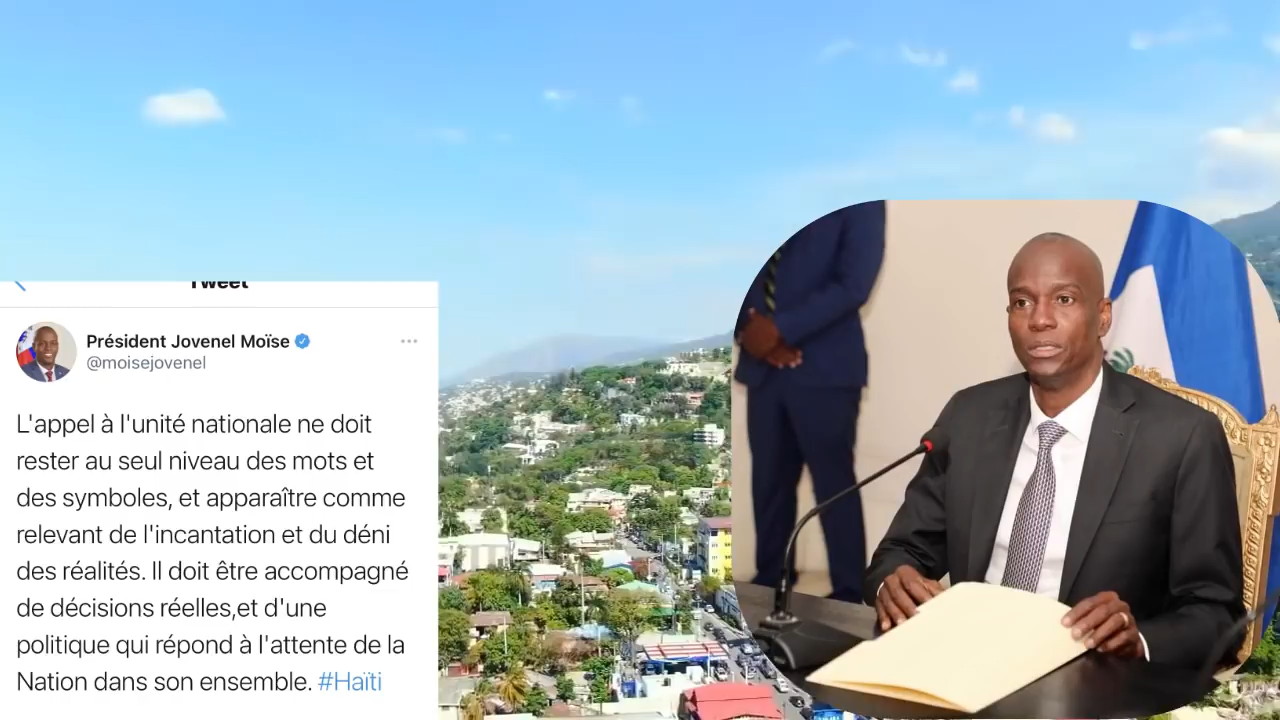 Tweet
Président Jovenel Moïse
@moisejovenel
L'appel à l'unité nationale ne doit
rester au seul niveau des mots et
des symboles, et apparaître comme
relevant de l'incantation et du déni
des réalités. Il doit être accompagné
de décisions réelles,et d'une
politique qui répond à l'attente de la
Nation dans son ensemble. #Haïti